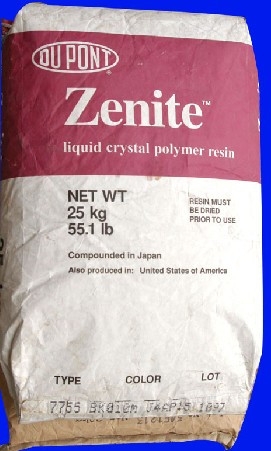 DU PONT
Zenite™
liquid crystal polymer resin
NET WT
25 kg
55.1 lb
RESIN MUST
BE DRIED
PRIOR TO USE
Compounded in Japan
Also produced in: United States of America
TYPE COLOR LOT
7755